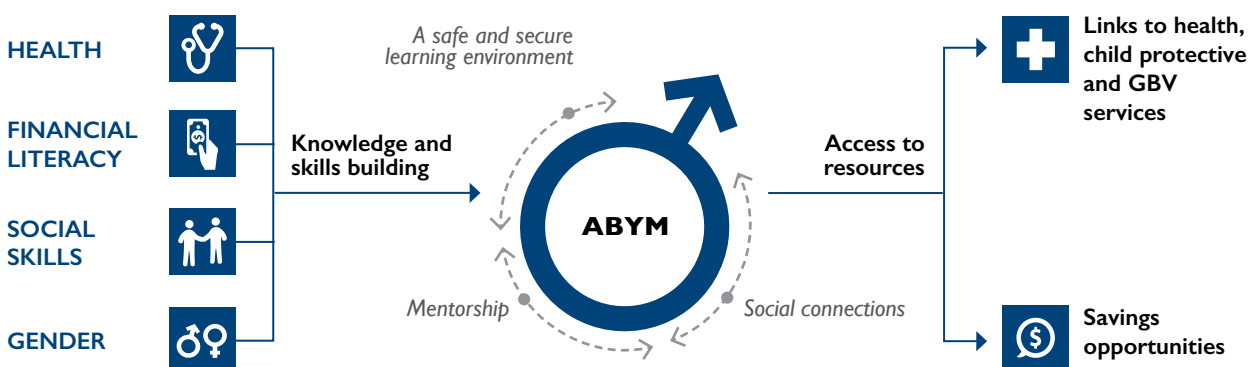 HEALTH
FINANCIAL
LITERACY
SOCIAL
SKILLS
GENDER
Knowledge and
skills building
A safe and secure
learning environment
ABYM
Mentorship
Social connections
Access to
resources
Links to health,
child protective
and GBV
services
Savings
opportunities